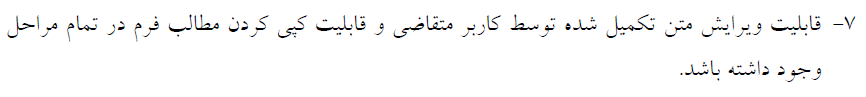 ۷- قابلیت ویرایش متن تکمیل شده توسط کاربر متقاضی و قابلیت کپی کردن مطالب فرم در تمام مراحل
وجود داشته باشد.